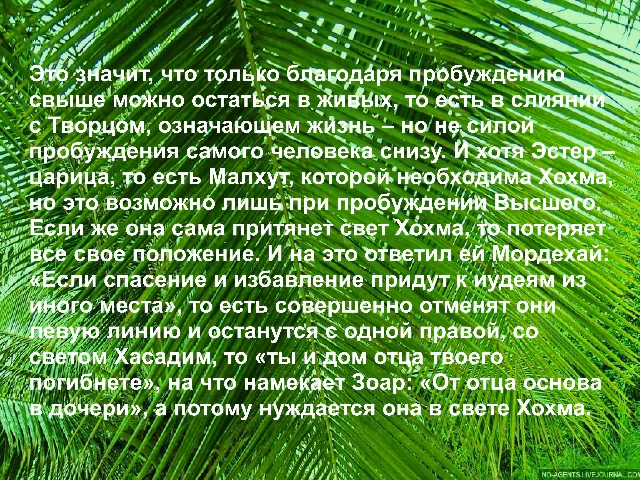 Это значит, что только благодаря пробуждению
свыше можно остаться в живых, то есть в слиянии
с Творцом, означающем жизнь – но не силой
пробуждения самого человека снизу. И хотя Эстер –
царица, то есть Малхут, которой необходима Хохма,
но это возможно лишь при пробуждении Высшего.
Если же она сама притянет свет Хохма, то потеряет
все свое положение. И на это ответил ей Мордехай:
«Если спасение и избавление придут к иудеям из
иного места», то есть совершенно отменят они
левую линию и останутся с одной правой, со
светом Хасадим, то «ты и дом отца твоего
погибнете», на что намекает Зоар: «От отца основа
в дочери», а потому нуждается она в свете Хохма.
NO-AGENTS.LIVEJOURNAL.COM